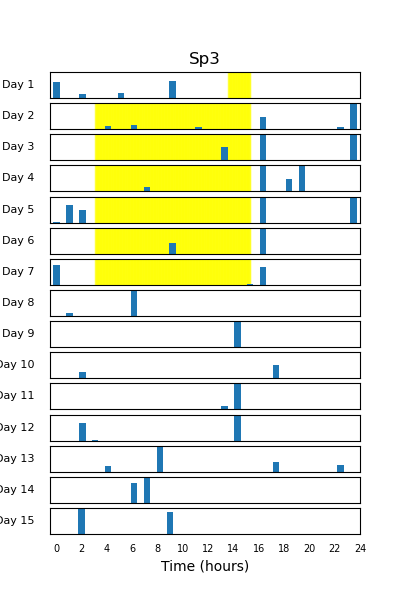 Sp3
Day 1
Day 2
Day 3
Day 4
Day 5
Day 6
Day 7
Day 8
Day 9
Day 10
Day 11
Day 12
Day 13
Day 14
Day 15
0 2 4 6 8 10 12 14 16 18 20 22 24
Time (hours)